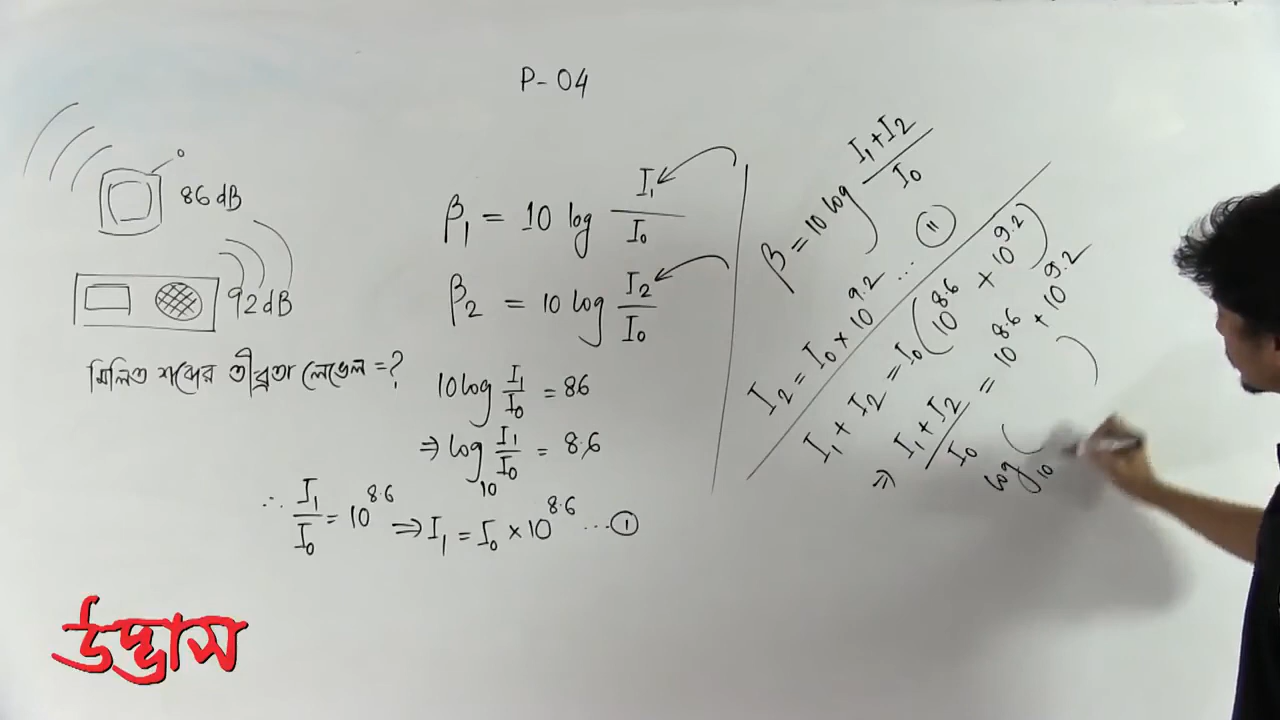 P-04
86 dB
92 dB
মিলিত শব্দের তীব্রতা লেভেল =?
β₁ = 10 log I₁/I₀
β₂ = 10 log I₂/I₀
10 log I₁/I₀ = 86
⇒ log₁₀ I₁/I₀ = 8.6
∴ I₁/I₀ = 10^8.6 ⇒ I₁ = I₀ × 10^8.6 ... ①
β = 10 log (I₁+I₂)/I₀
I₂ = I₀ × 10^9.2 ... ⑪
I₁ + I₂ = I₀ (10^8.6 + 10^9.2)
⇒ (I₁ + I₂)/I₀ = 10^8.6 + 10^9.2
log₁₀ ( )
উদ্ভাস